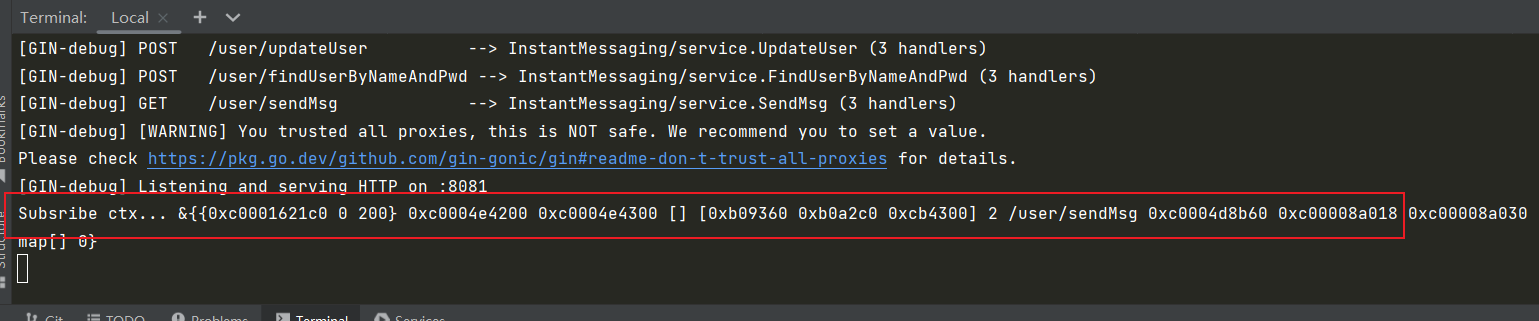 Terminal: Local × + ∨
[GIN-debug] POST   /user/updateUser          --> InstantMessaging/service.UpdateUser (3 handlers)
[GIN-debug] POST   /user/findUserByNameAndPwd --> InstantMessaging/service.FindUserByNameAndPwd (3 handlers)
[GIN-debug] GET    /user/sendMsg             --> InstantMessaging/service.SendMsg (3 handlers)
[GIN-debug] [WARNING] You trusted all proxies, this is NOT safe. We recommend you to set a value.
Please check https://pkg.go.dev/github.com/gin-gonic/gin#readme-don-t-trust-all-proxies for details.
[GIN-debug] Listening and serving HTTP on :8081
Subsribe ctx... &{{0xc0001621c0 0 200} 0xc0004e4200 0xc0004e4300 [] [0xb09360 0xb0a2c0 0xcb4300] 2 /user/sendMsg 0xc0004d8b60 0xc00008a018 0xc00008a030
map[] 0}
Bookmarks
Structure
Git TODO Problems Terminal Services